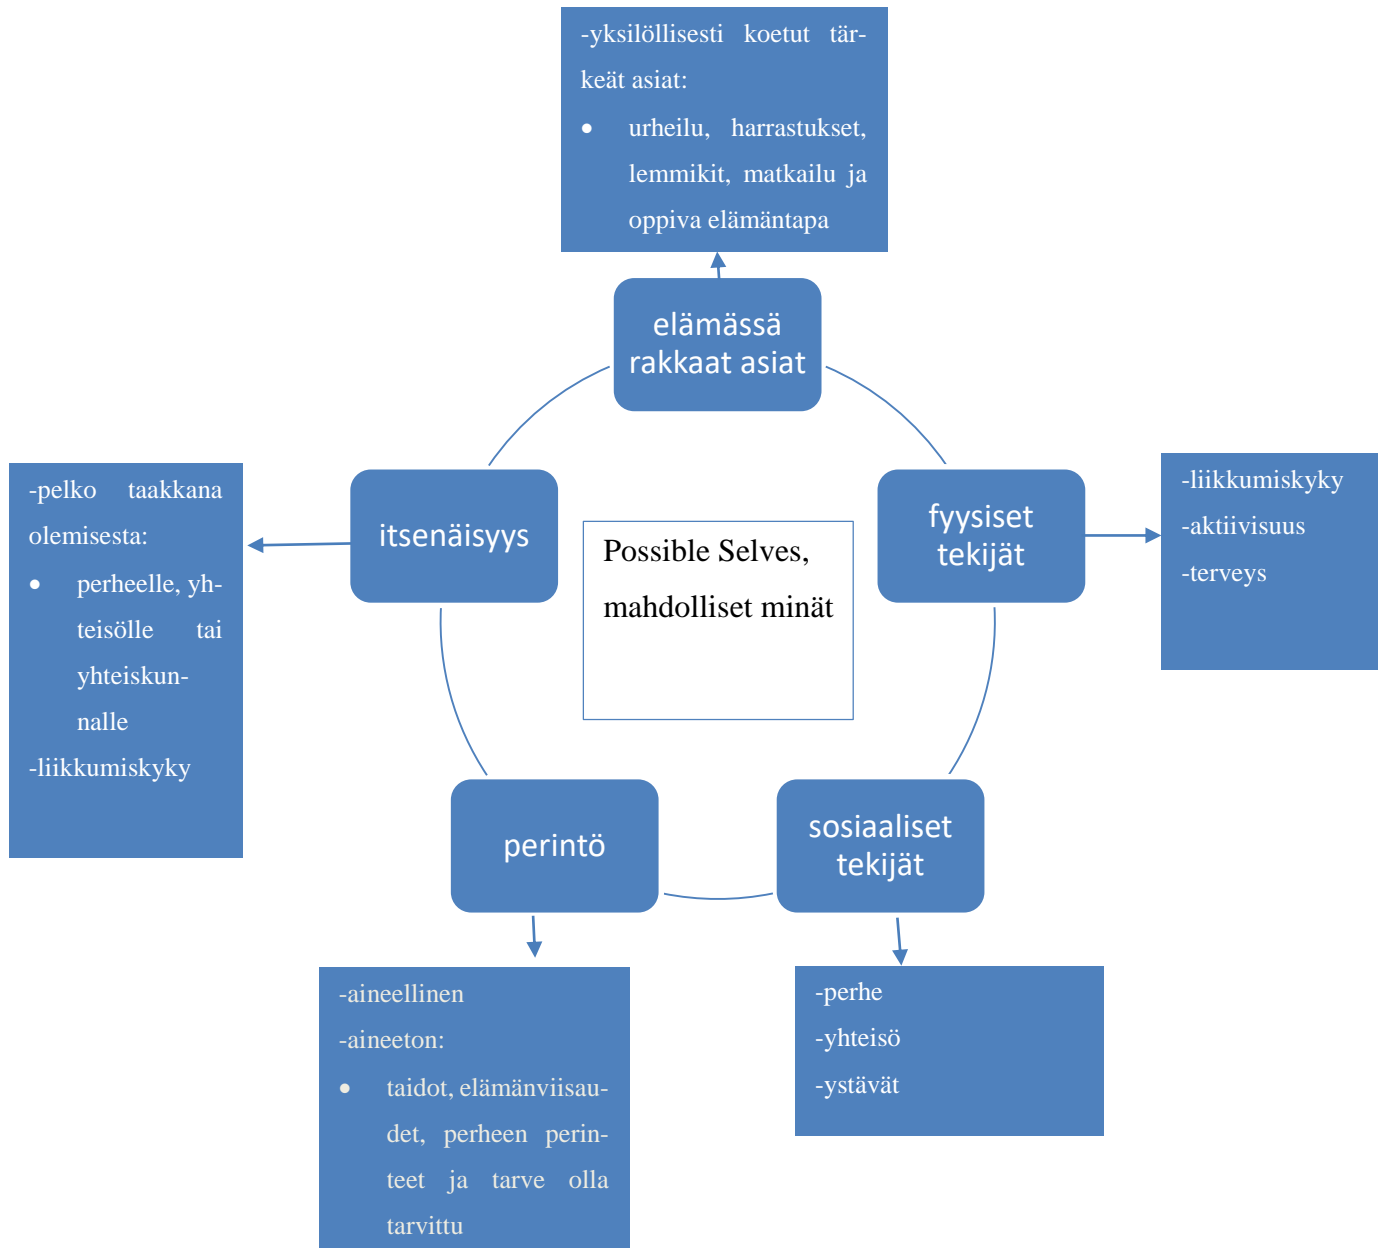 -yksilöllisesti koetut tär-
keät asiat:
• urheilu, harrastukset,
lemmikit, matkailu ja
oppiva elämäntapa
elämässä
rakkaat asiat
-pelko taakkana
olemisesta:
• perheelle, yh-
teisölle tai
yhteiskun-
nalle
-liikkumiskyky
itsenäisyys
Possible Selves,
mahdolliset minät
fyysiset
tekijät
-liikkumiskyky
-aktiivisuus
-terveys
perintö
sosiaaliset
tekijät
-aineellinen
-aineeton:
• taidot, elämänviisau-
det, perheen perin-
teet ja tarve olla
tarvittu
-perhe
-yhteisö
-ystävät